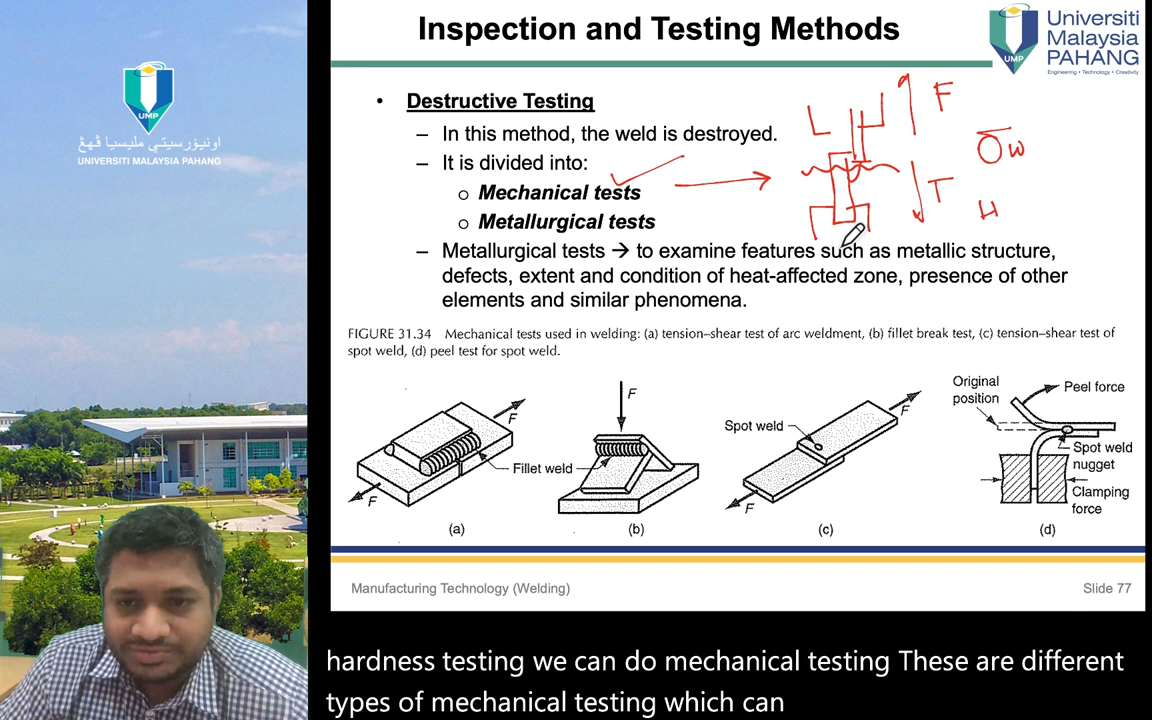 Inspection and Testing Methods
Universiti
Malaysia
PAHANG
Engineering • Technology • Creativity
UMP
UMP
اونيۏرسيتي مليسيا ڤهڠ
UNIVERSITI MALAYSIA PAHANG
• Destructive Testing
– In this method, the weld is destroyed.
– It is divided into:
o Mechanical tests
o Metallurgical tests
– Metallurgical tests → to examine features such as metallic structure,
defects, extent and condition of heat-affected zone, presence of other
elements and similar phenomena.
F
T
H
FIGURE 31.34 Mechanical tests used in welding: (a) tension–shear test of arc weldment, (b) fillet break test, (c) tension–shear test of
spot weld, (d) peel test for spot weld.
F
F
Fillet weld
(a)
F
(b)
Spot weld
F
F
(c)
Original
position
Peel force
Spot weld
nugget
Clamping
force
(d)
Manufacturing Technology (Welding)
Slide 77
hardness testing we can do mechanical testing These are different
types of mechanical testing which can